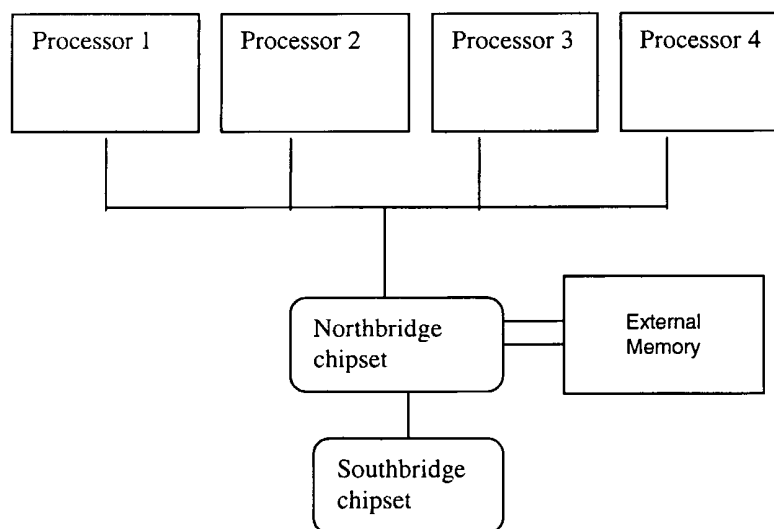 Processor 1
Processor 2
Processor 3
Processor 4
Northbridge
chipset
External
Memory
Southbridge
chipset